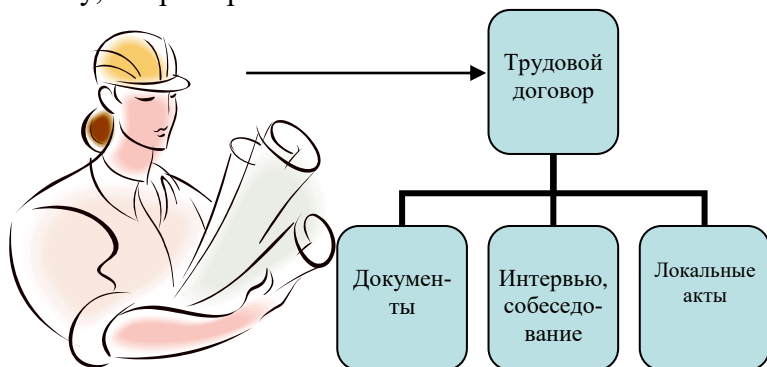 Трудовой
договор
Докумен-
ты
Интервью,
собеседо-
вание
Локальные
акты